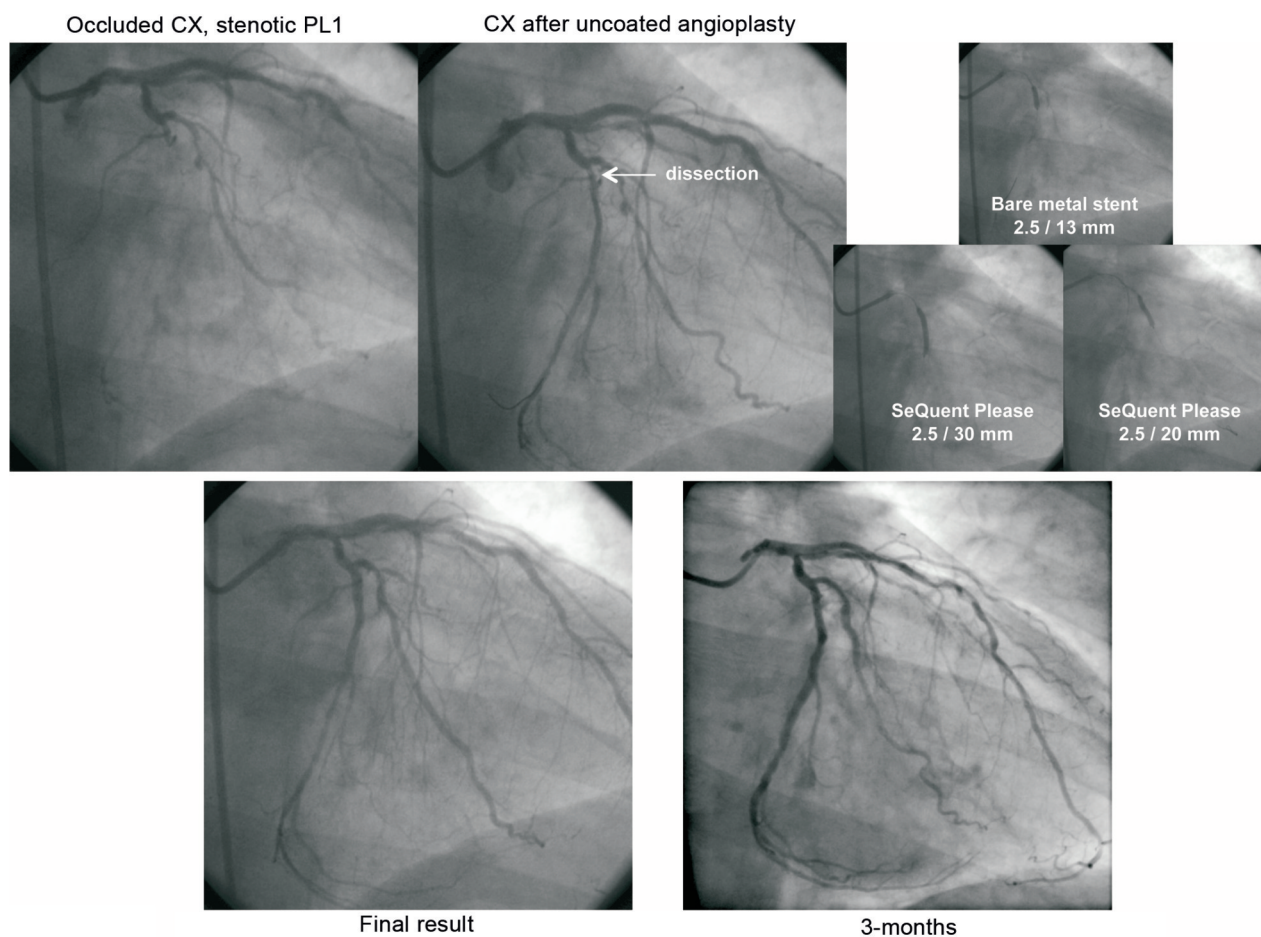 Occluded CX, stenotic PL1
CX after uncoated angioplasty
dissection
Bare metal stent
2.5 / 13 mm
SeQuent Please
2.5 / 30 mm
SeQuent Please
2.5 / 20 mm
Final result
3-months